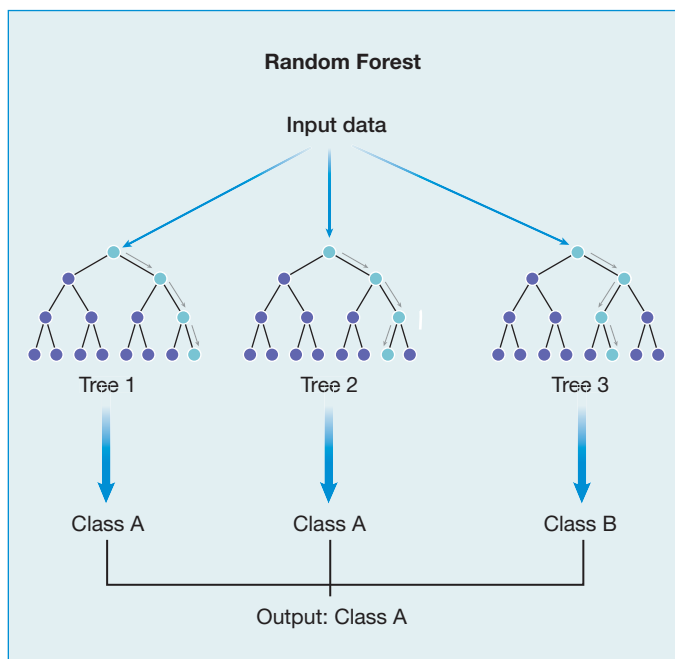 Random Forest
Input data
Tree 1 Tree 2 Tree 3
Class A Class A Class B
Output: Class A